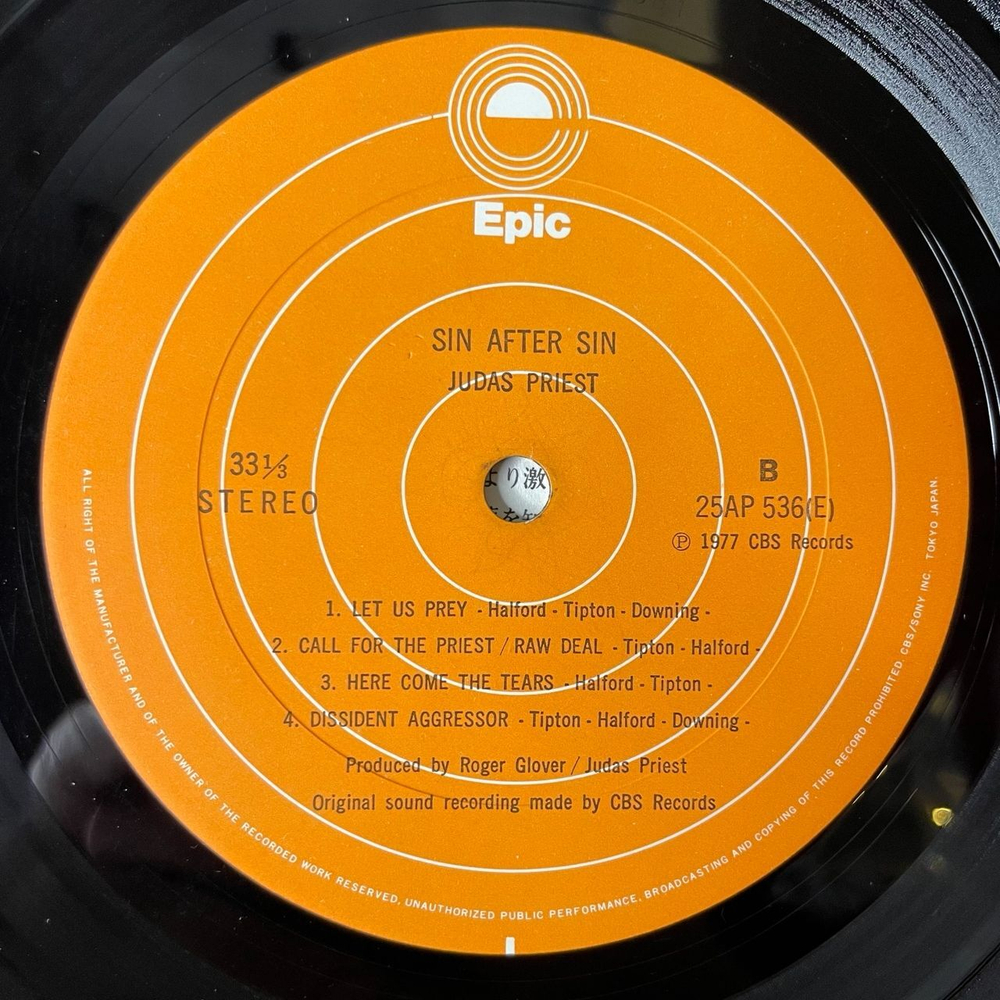 Epic
SIN AFTER SIN
JUDAS PRIEST
33 1/3
STEREO
B
25AP 536(E)
Ⓟ 1977 CBS Records
より激
1. LET US PREY - Halford - Tipton - Downing -
2. CALL FOR THE PRIEST / RAW DEAL - Tipton - Halford -
3. HERE COME THE TEARS - Halford - Tipton -
4. DISSIDENT AGGRESSOR - Tipton - Halford - Downing -
Produced by Roger Glover / Judas Priest
Original sound recording made by CBS Records
ALL RIGHT OF THE MANUFACTURER AND OF THE OWNER OF THE RECORDED WORK RESERVED, UNAUTHORIZED PUBLIC PERFORMANCE, BROADCASTING AND COPYING OF THIS RECORD PROHIBITED CBS/SONY INC. TOKYO JAPAN.